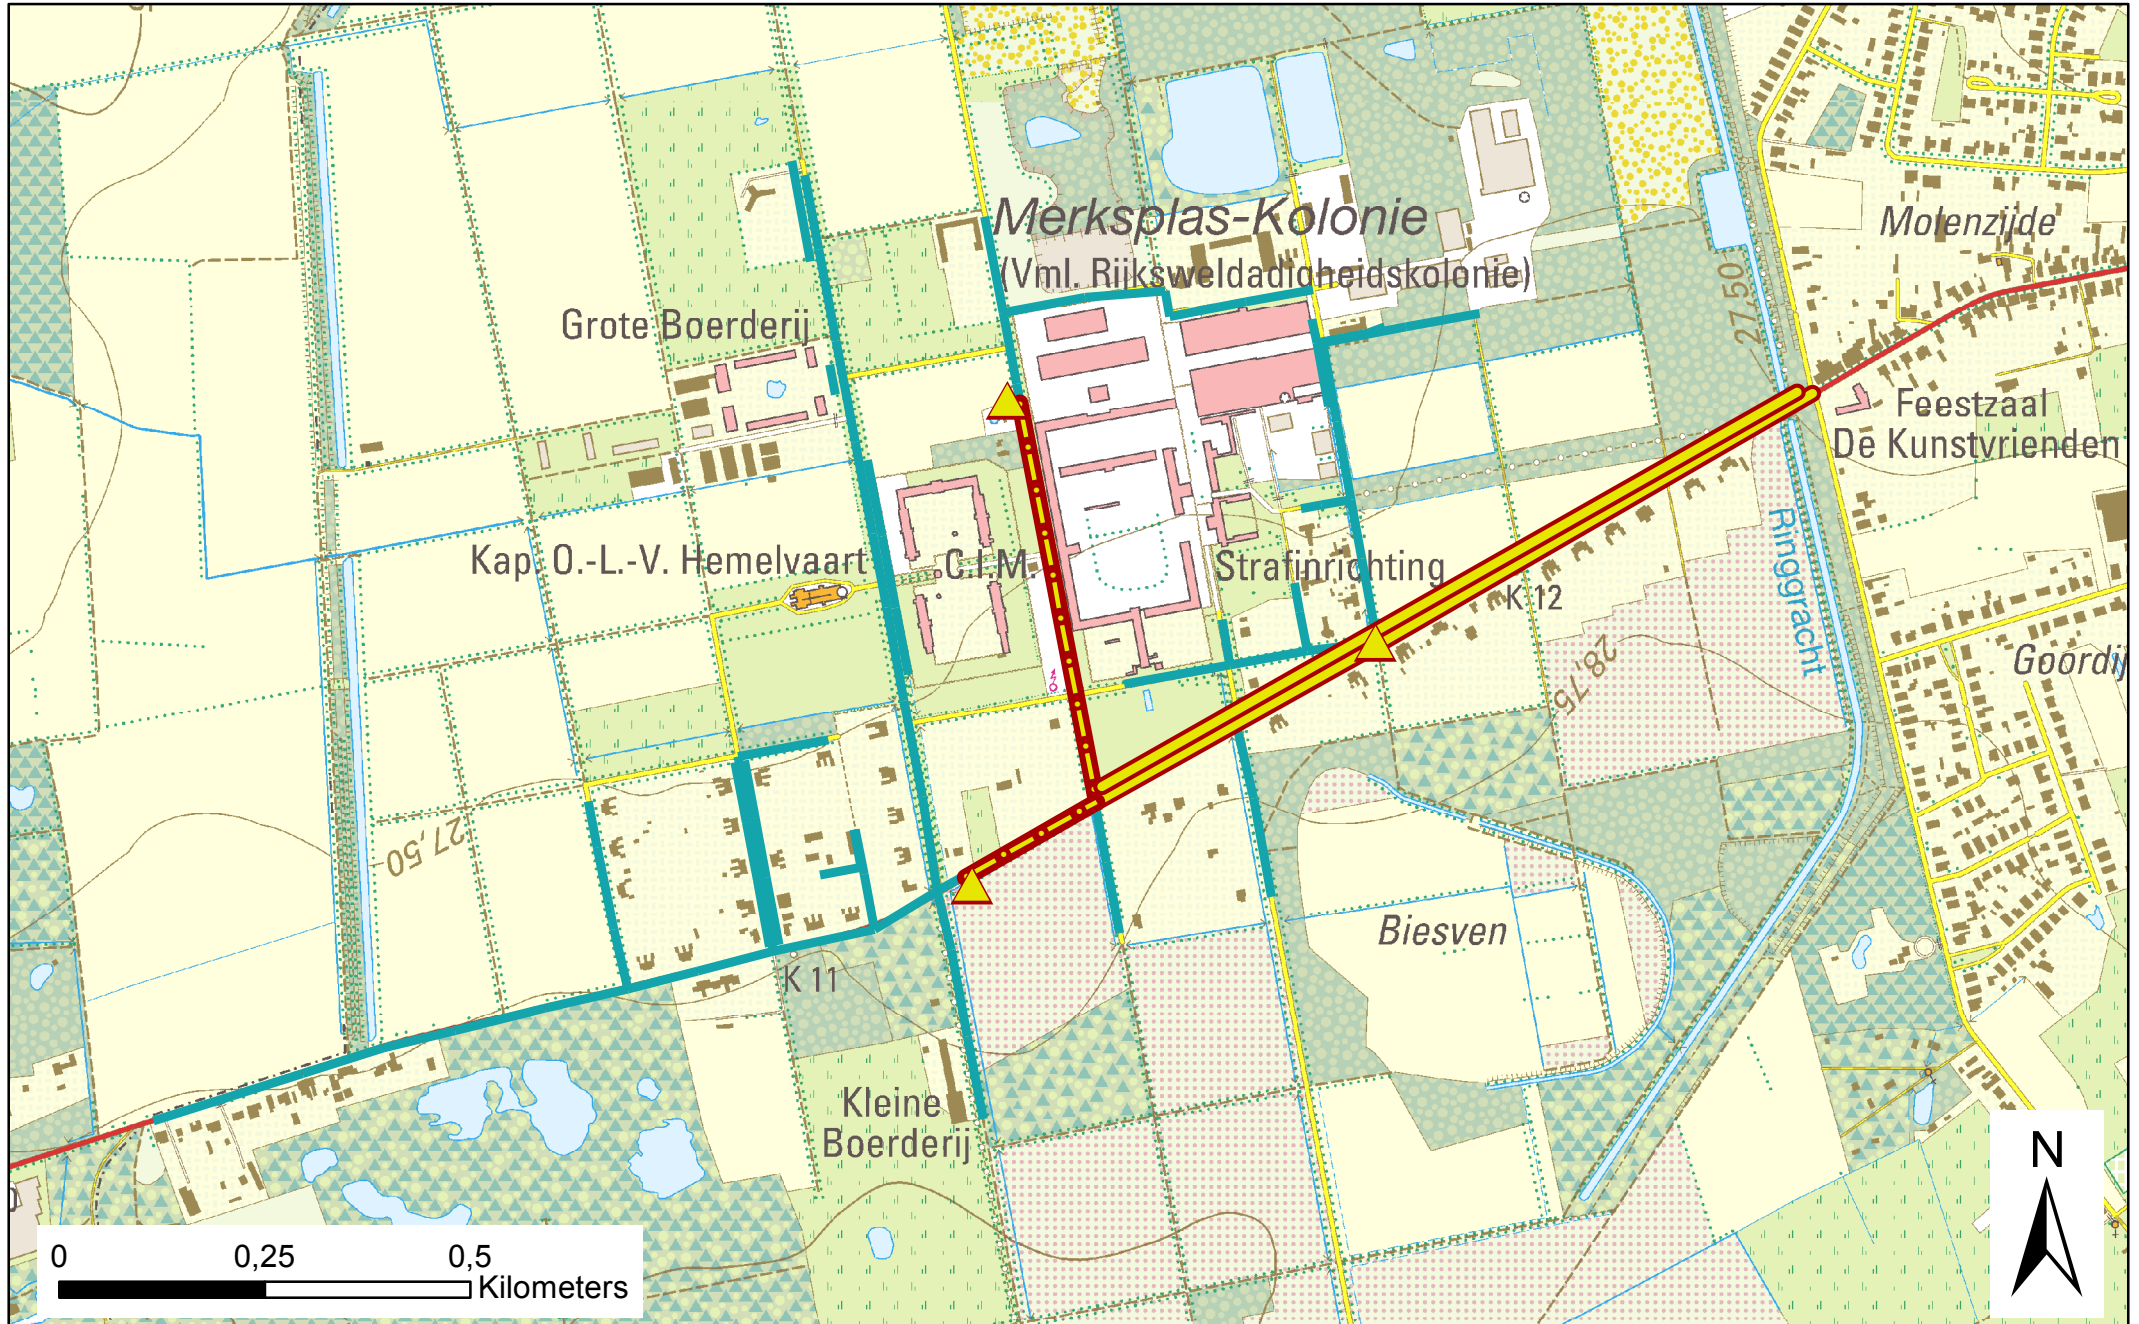 Merksplas-Kolonie
(Vml. Rijksweldadigheidskolonie)
Molenzijde
27,50
Grote Boerderij
Feestzaal
De Kunstvrienden
Kap. O.-L.-V. Hemelvaart
C.I.M.
Strafinrichting
K 12
Ringgracht
28,75
Goordij
27,50
Biesven
K 11
Kleine
Boerderij
N
0 0,25 0,5
Kilometers